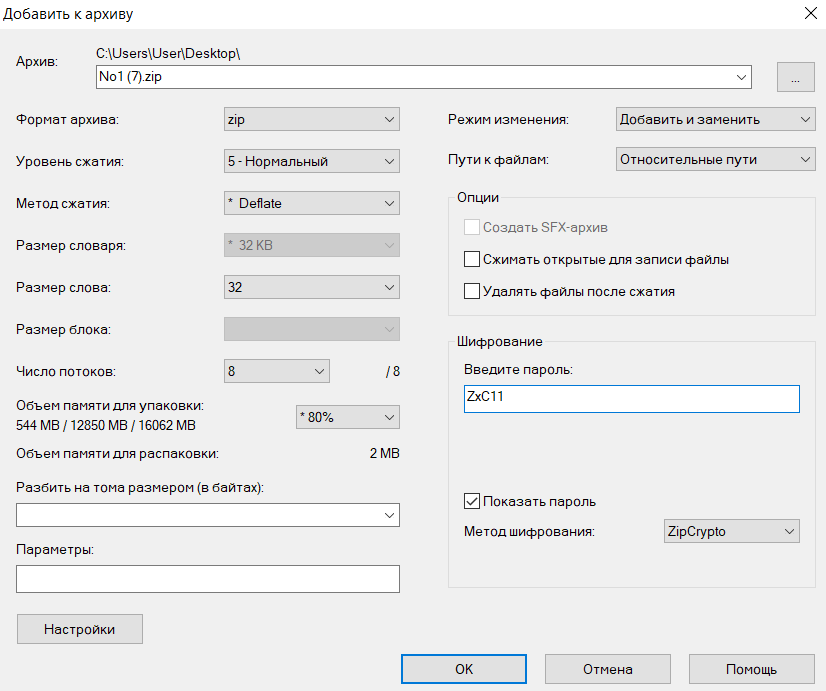 Добавить к архиву
Архив:
C:\Users\User\Desktop\
No1 (7).zip
...
Формат архива:
zip
Уровень сжатия:
5 - Нормальный
Метод сжатия:
* Deflate
Размер словаря:
* 32 KB
Размер слова:
32
Размер блока:
Число потоков:
8
/ 8
Объем памяти для упаковки:
544 MB / 12850 MB / 16062 MB
* 80%
Объем памяти для распаковки:
2 MB
Разбить на тома размером (в байтах):
Параметры:
Настройки
Режим изменения:
Добавить и заменить
Пути к файлам:
Относительные пути
Опции
Создать SFX-архив
Сжимать открытые для записи файлы
Удалять файлы после сжатия
Шифрование
Введите пароль:
ZxC11
Показать пароль
Метод шифрования:
ZipCrypto
OK
Отмена
Помощь